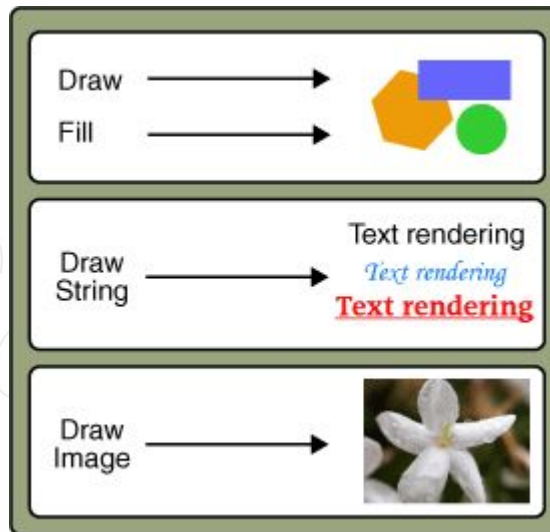 Draw
Fill
Draw
String
Text rendering
Text rendering
Text rendering
Draw
Image